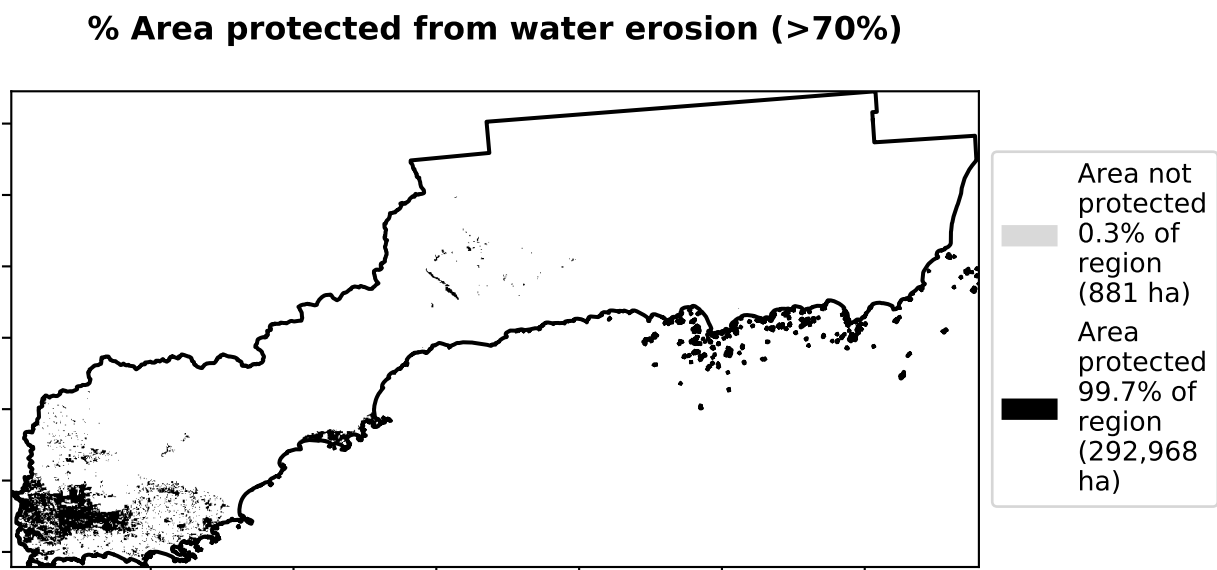 % Area protected from water erosion (>70%)
Area not
protected
0.3% of
region
(881 ha)
Area
protected
99.7% of
region
(292,968
ha)